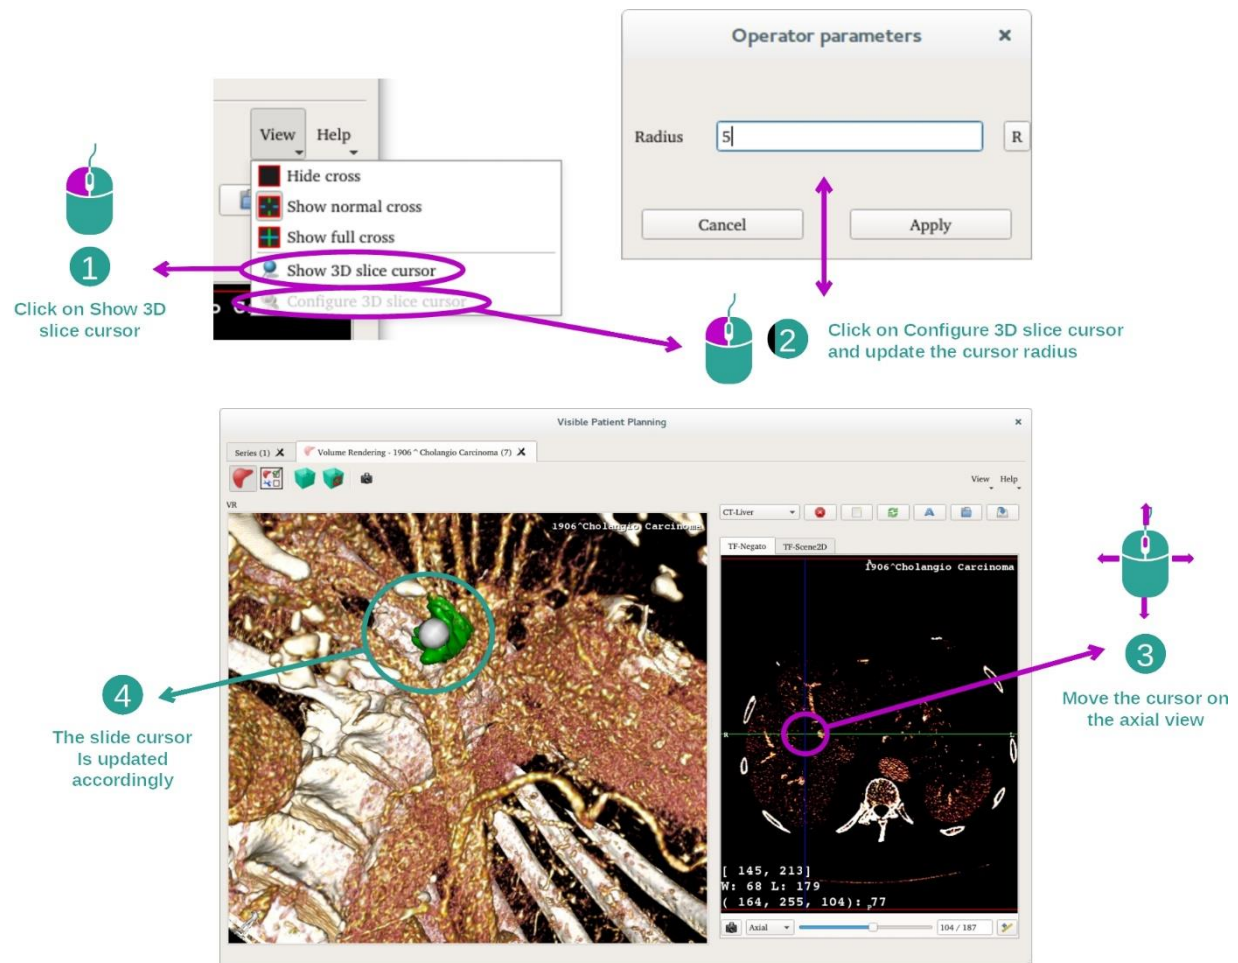 Operator parameters
Radius
5
R
Cancel
Apply
View Help
Hide cross
Show normal cross
Show full cross
Show 3D slice cursor
Configure 3D slice cursor
1
Click on Show 3D
slice cursor
2
Click on Configure 3D slice cursor
and update the cursor radius
Visible Patient Planning
Series (1)
Volume Rendering - 1906 ^ Cholangio Carcinoma (7)
View Help
VR
1906^Cholangio Carcinoma
CT-Liver
TF-Negato TF-Scene2D
A
1906^Cholangio Carcinoma
R
L
[ 145, 213]
W: 68 L: 179
( 164, 255, 104): 77
P
Axial
104 / 187
3
Move the cursor on
the axial view
4
The slide cursor
Is updated
accordingly